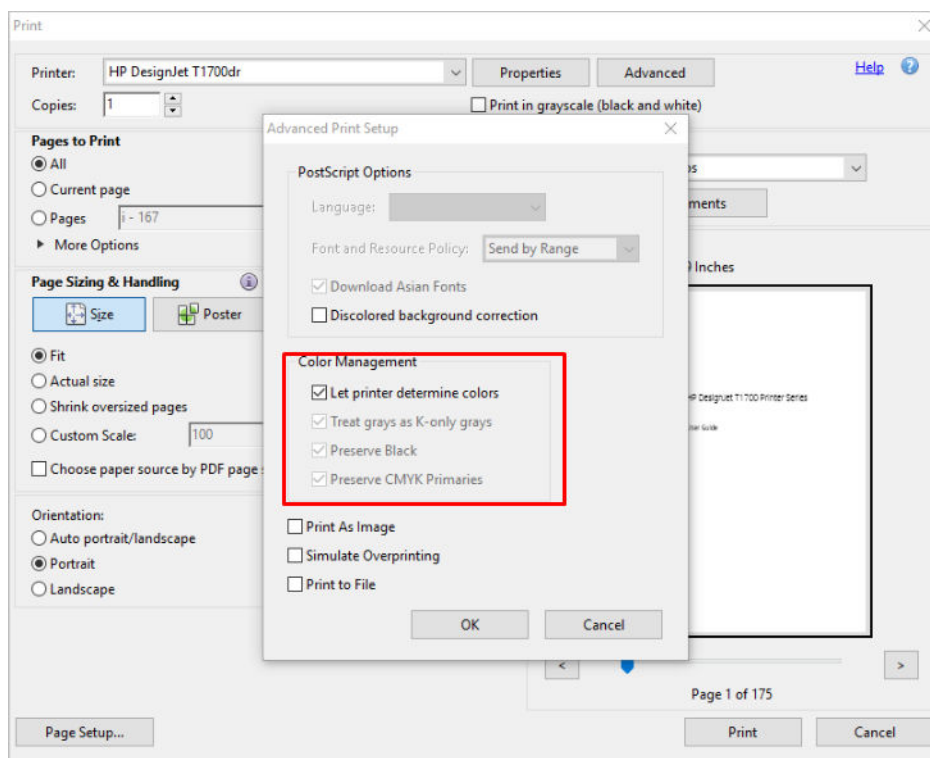 Print
Printer: HP DesignJet T1700dr Properties Advanced Help
Copies: 1 Print in grayscale (black and white)
Pages to Print
All
Current page
Pages i - 167
More Options
Page Sizing & Handling
Size Poster
Fit
Actual size
Shrink oversized pages
Custom Scale: 100
Choose paper source by PDF page
Orientation:
Auto portrait/landscape
Portrait
Landscape
Advanced Print Setup
PostScript Options
Language:
Font and Resource Policy: Send by Range
Download Asian Fonts
Discolored background correction
Color Management
Let printer determine colors
Treat grays as K-only grays
Preserve Black
Preserve CMYK Primaries
Print As Image
Simulate Overprinting
Print to File
OK Cancel
Inches
HP DesignJet T1700 Printer Series
User Guide
< >
Page 1 of 175
Page Setup... Print Cancel